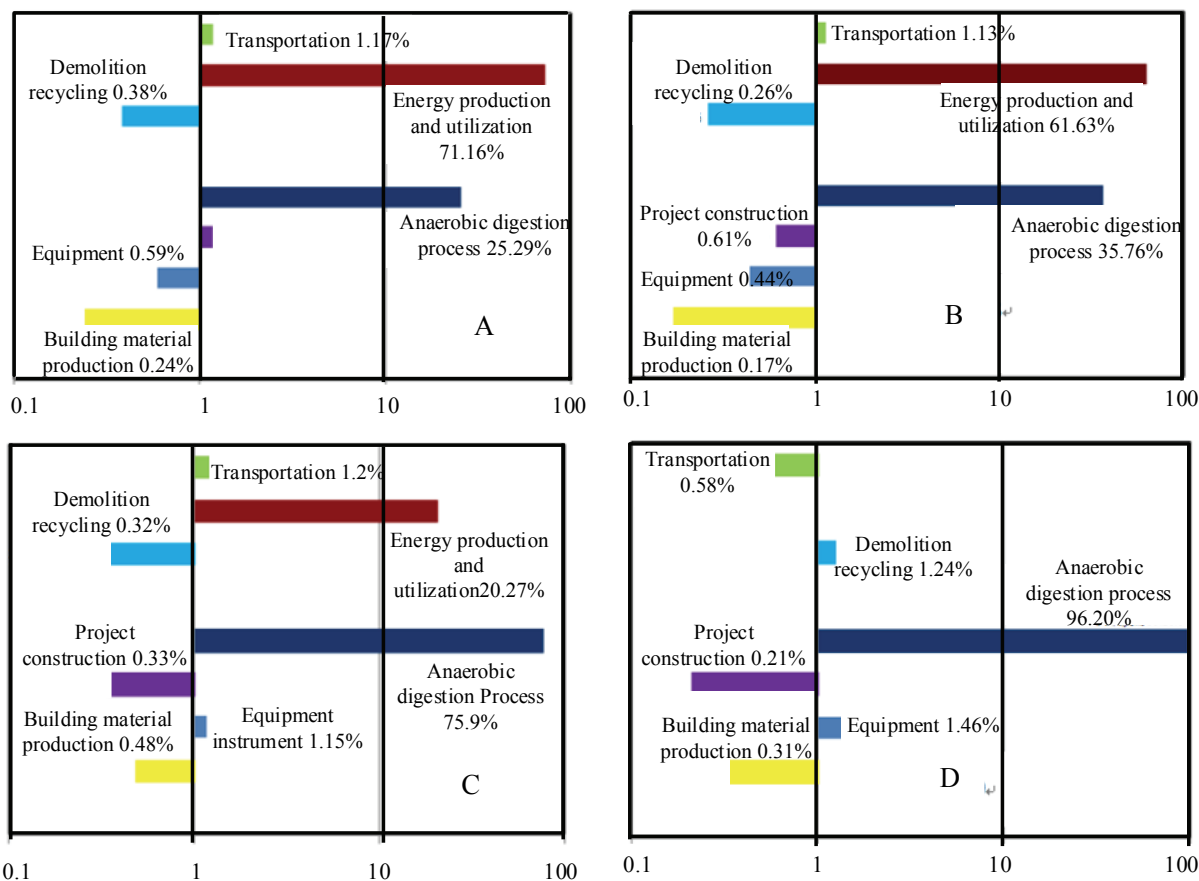 Transportation 1.17%
Demolition
recycling 0.38%
Energy production
and utilization
71.16%
Anaerobic digestion
process 25.29%
Equipment 0.59%
A
Building material
production 0.24%
0.1 1 10 100
Transportation 1.13%
Demolition
recycling 0.26%
Energy production and
utilization 61.63%
Project construction
0.61%
Anaerobic digestion
process 35.76%
Equipment 0.44%
B
Building material
production 0.17%
0.1 1 10 100
Transportation 1.2%
Demolition
recycling 0.32%
Energy production
and
utilization20.27%
Project
construction 0.33%
Anaerobic
digestion Process
75.9%
Building material
production 0.48%
Equipment
instrument 1.15%
C
0.1 1 10 100
Transportation
0.58%
Demolition
recycling 1.24%
Anaerobic
digestion process
96.20%
Project
construction 0.21%
Building material
production 0.31%
Equipment 1.46%
D
0.1 1 10 100